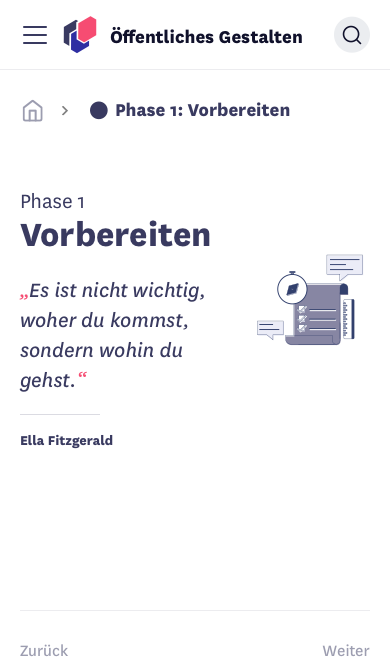 Öffentliches Gestalten
Phase 1: Vorbereiten
Phase 1
Vorbereiten
„Es ist nicht wichtig,
woher du kommst,
sondern wohin du
gehst.“
Ella Fitzgerald
Zurück
Weiter